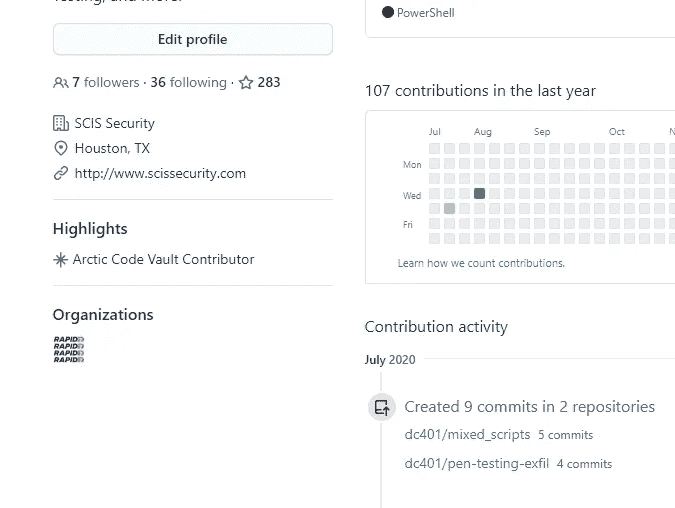 Testing, and more.
Edit profile
7 followers · 36 following · 283
SCIS Security
Houston, TX
http://www.scissecurity.com
Highlights
Arctic Code Vault Contributor
Organizations
RAPID7
RAPID7
RAPID7
RAPID7
PowerShell
107 contributions in the last year
Jul Aug Sep Oct N
Mon
Wed
Fri
Learn how we count contributions.
Contribution activity
July 2020
Created 9 commits in 2 repositories
dc401/mixed_scripts 5 commits
dc401/pen-testing-exfil 4 commits